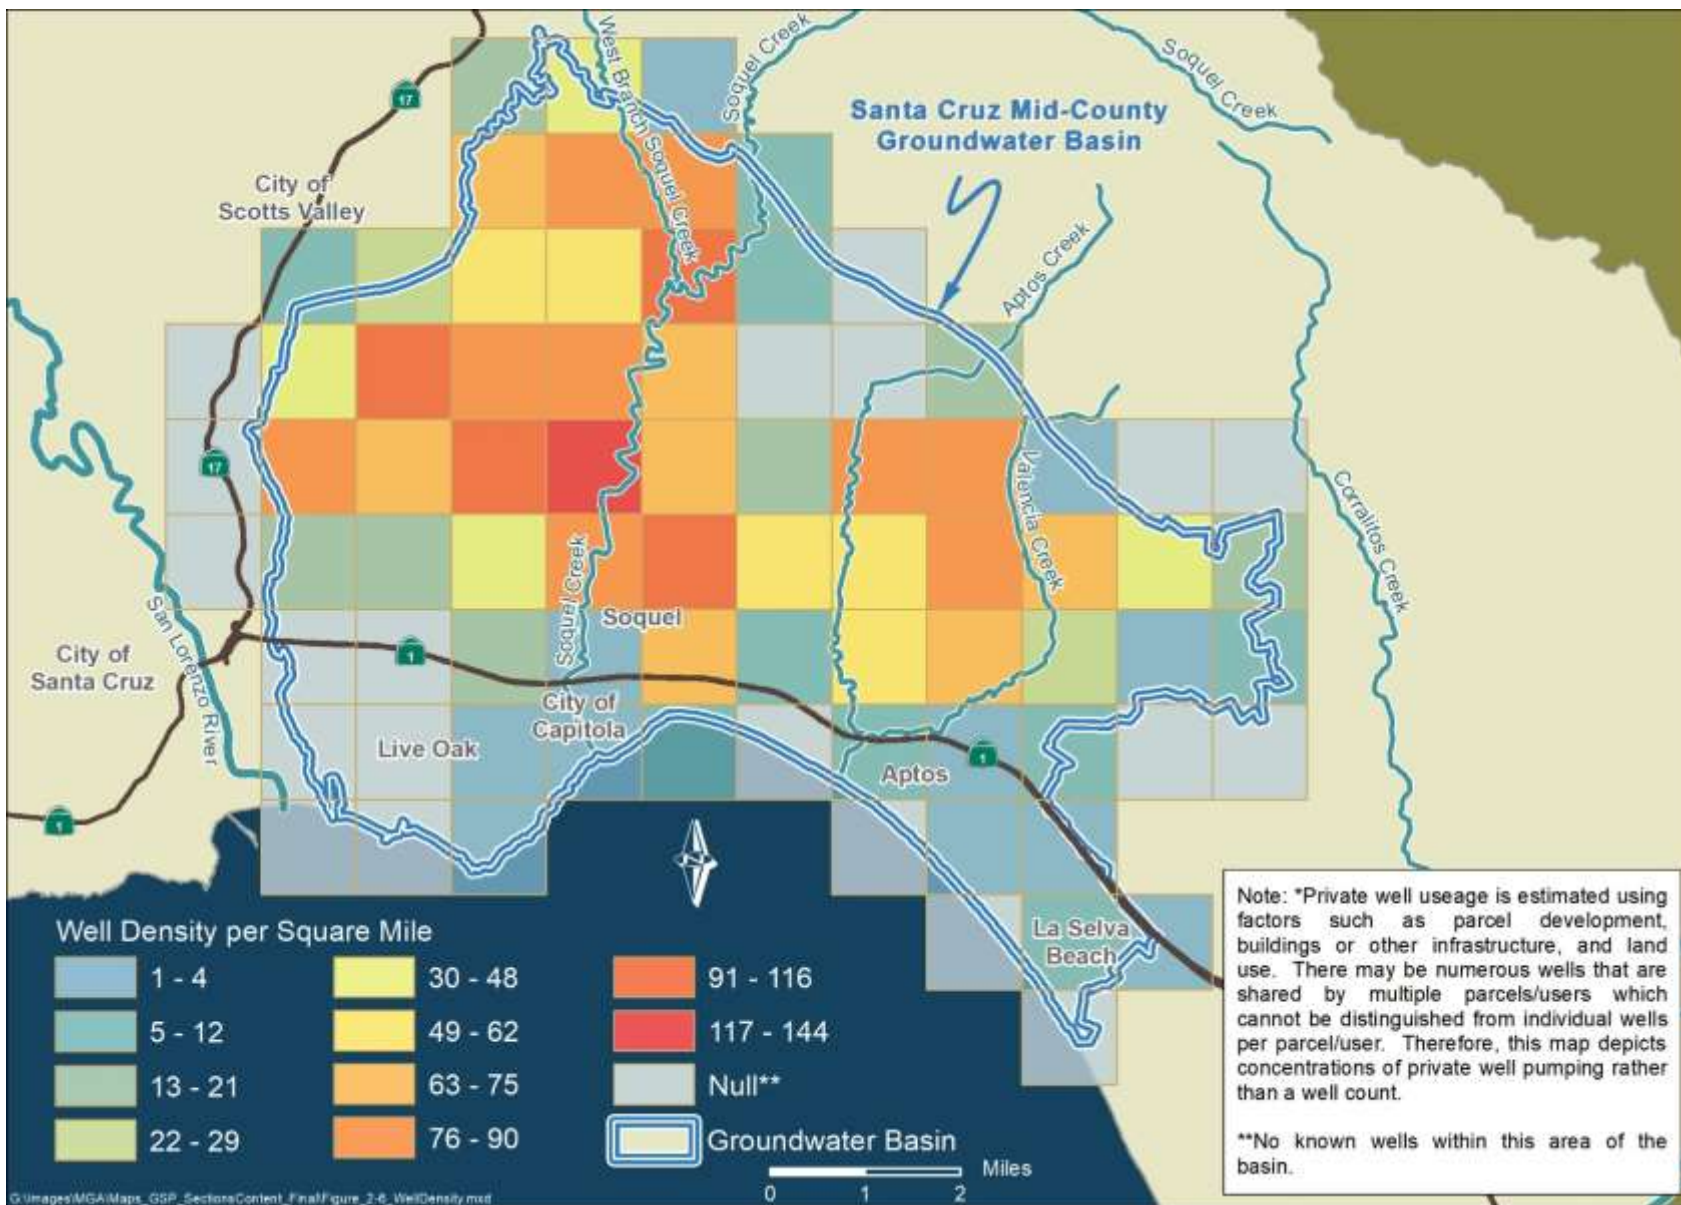 17
West Branch Soquel Creek
Soquel Creek
Soquel Creek
Santa Cruz Mid-County
Groundwater Basin
City of
Scotts Valley
Aptos Creek
17
Valencia Creek
Corralitos Creek
Soquel Creek
San Lorenzo River
Soquel
City of
Santa Cruz
1
City of
Capitola
Live Oak
Aptos
1
1
N
La Selva
Beach
Well Density per Square Mile
1 - 4
5 - 12
13 - 21
22 - 29
30 - 48
49 - 62
63 - 75
76 - 90
91 - 116
117 - 144
Null**
Groundwater Basin
Miles
0 1 2
Note: *Private well useage is estimated using
factors such as parcel development,
buildings or other infrastructure, and land
use. There may be numerous wells that are
shared by multiple parcels/users which
cannot be distinguished from individual wells
per parcel/user. Therefore, this map depicts
concentrations of private well pumping rather
than a well count.
**No known wells within this area of the
basin.
G:\Images\MGA\Maps_GSP_SectionsContent_Final\Figure_2-6_WellDensity.mxd